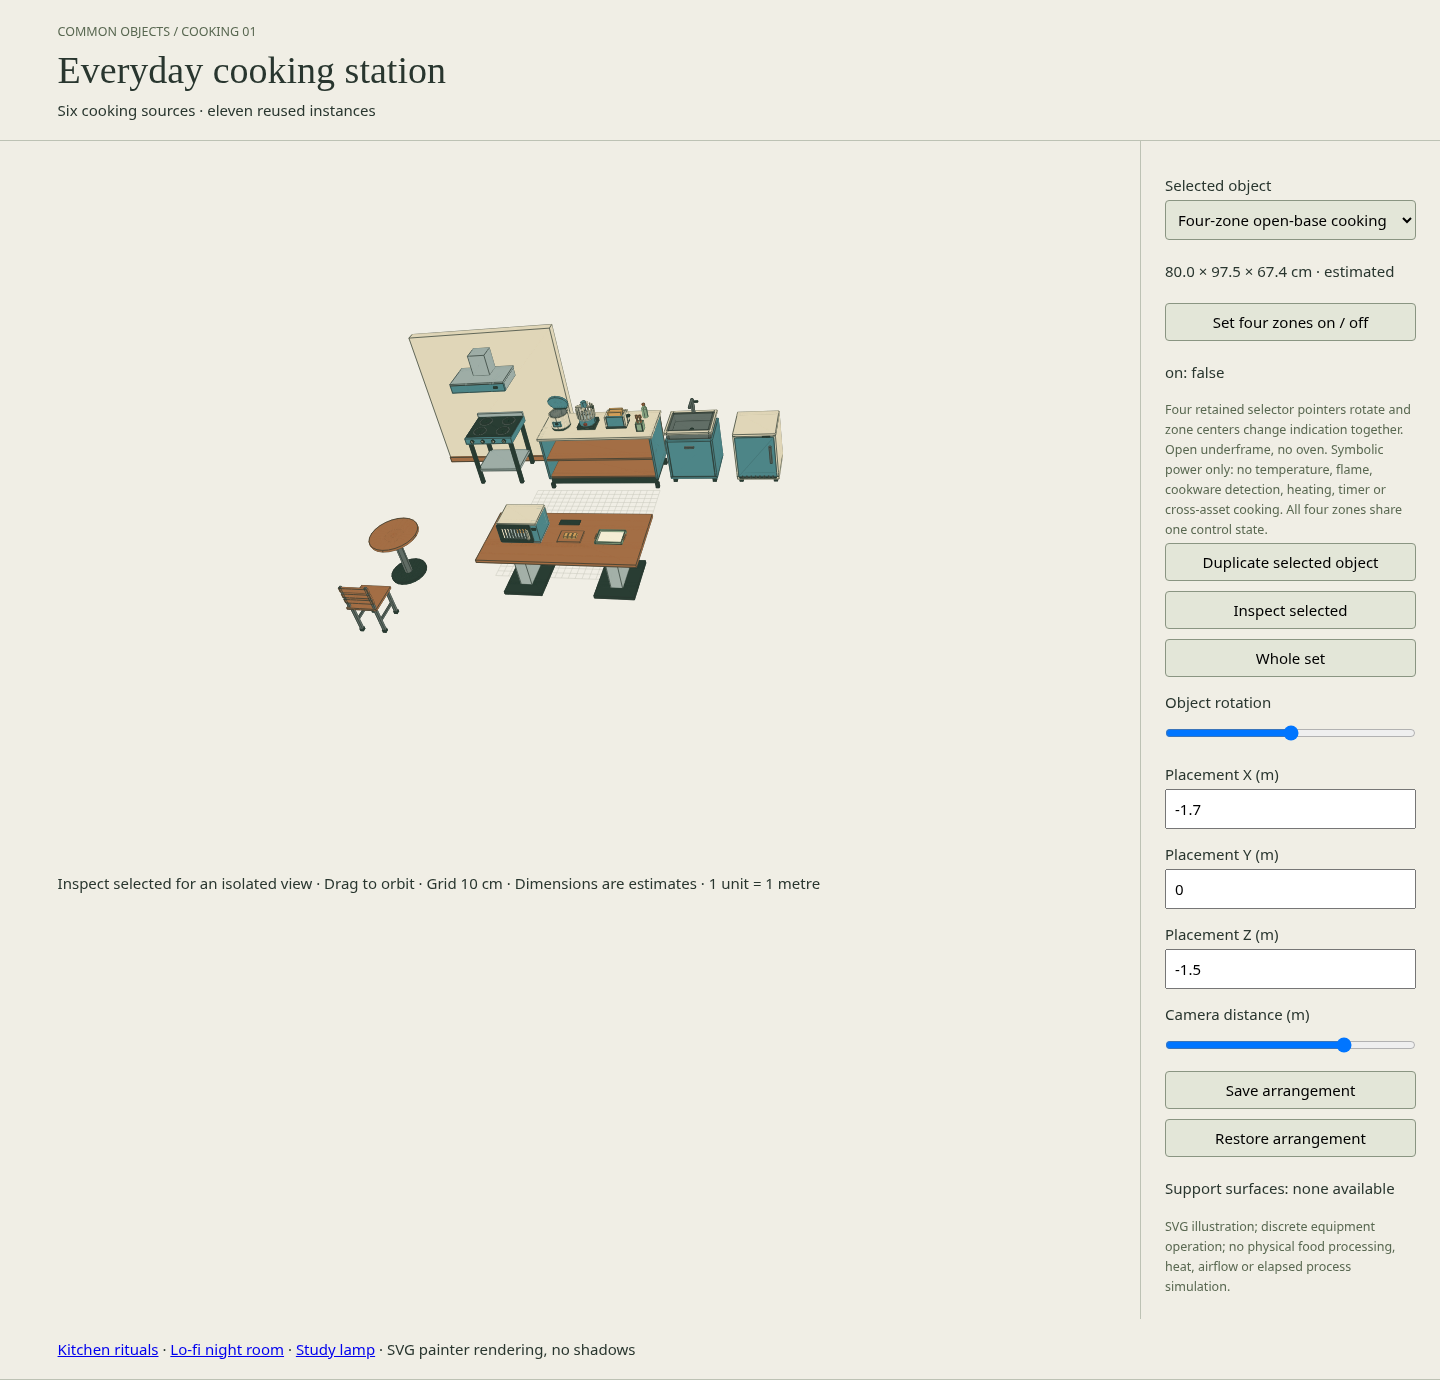 COMMON OBJECTS / COOKING 01
Everyday cooking station
Six cooking sources · eleven reused instances
Selected object
Four-zone open-base cooking
80.0 × 97.5 × 67.4 cm · estimated
Set four zones on / off
on: false
Four retained selector pointers rotate and
zone centers change indication together.
Open underframe, no oven. Symbolic
power only: no temperature, flame,
cookware detection, heating, timer or
cross-asset cooking. All four zones share
one control state.
Duplicate selected object
Inspect selected
Whole set
Object rotation
Placement X (m)
-1.7
Placement Y (m)
0
Placement Z (m)
-1.5
Camera distance (m)
Save arrangement
Restore arrangement
Support surfaces: none available
SVG illustration; discrete equipment
operation; no physical food processing,
heat, airflow or elapsed process
simulation.
Inspect selected for an isolated view · Drag to orbit · Grid 10 cm · Dimensions are estimates · 1 unit = 1 metre
Kitchen rituals · Lo-fi night room · Study lamp · SVG painter rendering, no shadows